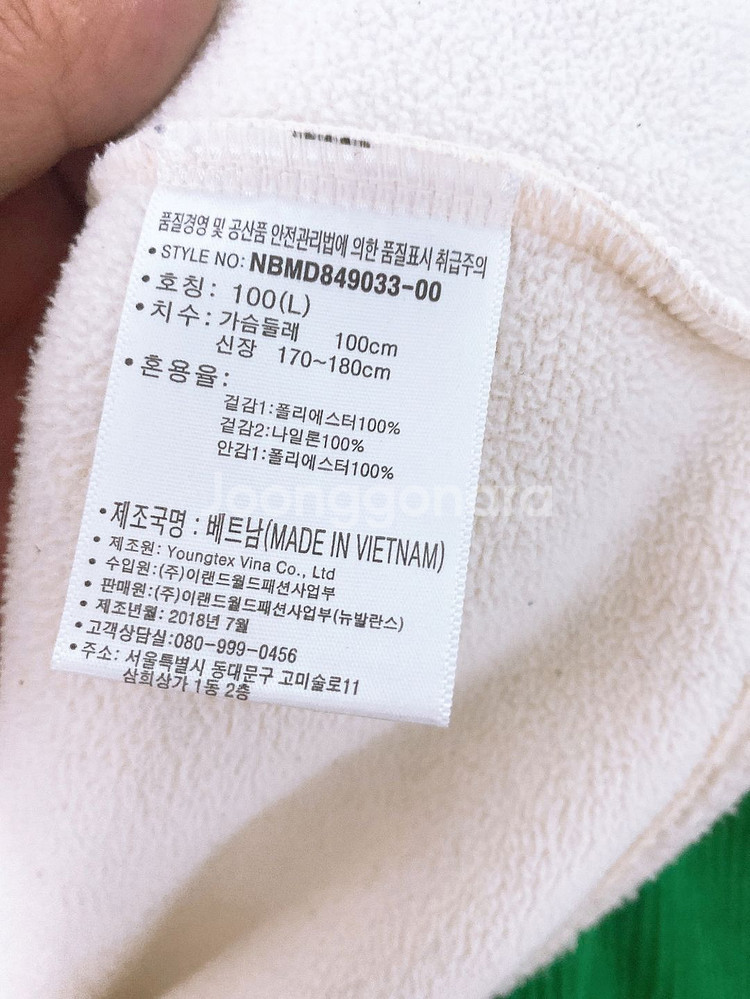 품질경영 및 공산품 안전관리법에 의한 품질표시 취급주의
• STYLE NO: NBMD849033-00
• 호칭: 100(L)
• 치수: 가슴둘레 100cm
신장 170~180cm
• 혼용율:
겉감1:폴리에스터100%
겉감2:나일론100%
안감1:폴리에스터100%
Joonggonara
• 제조국명 : 베트남(MADE IN VIETNAM)
• 제조원: Youngtex Vina Co., Ltd
• 수입원:(주)이랜드월드패션사업부
• 판매원:(주)이랜드월드패션사업부(뉴발란스)
• 제조년월: 2018년 7월
• 고객상담실:080-999-0456
• 주소: 서울특별시 동대문구 고미술로11
삼희상가 1동 2층